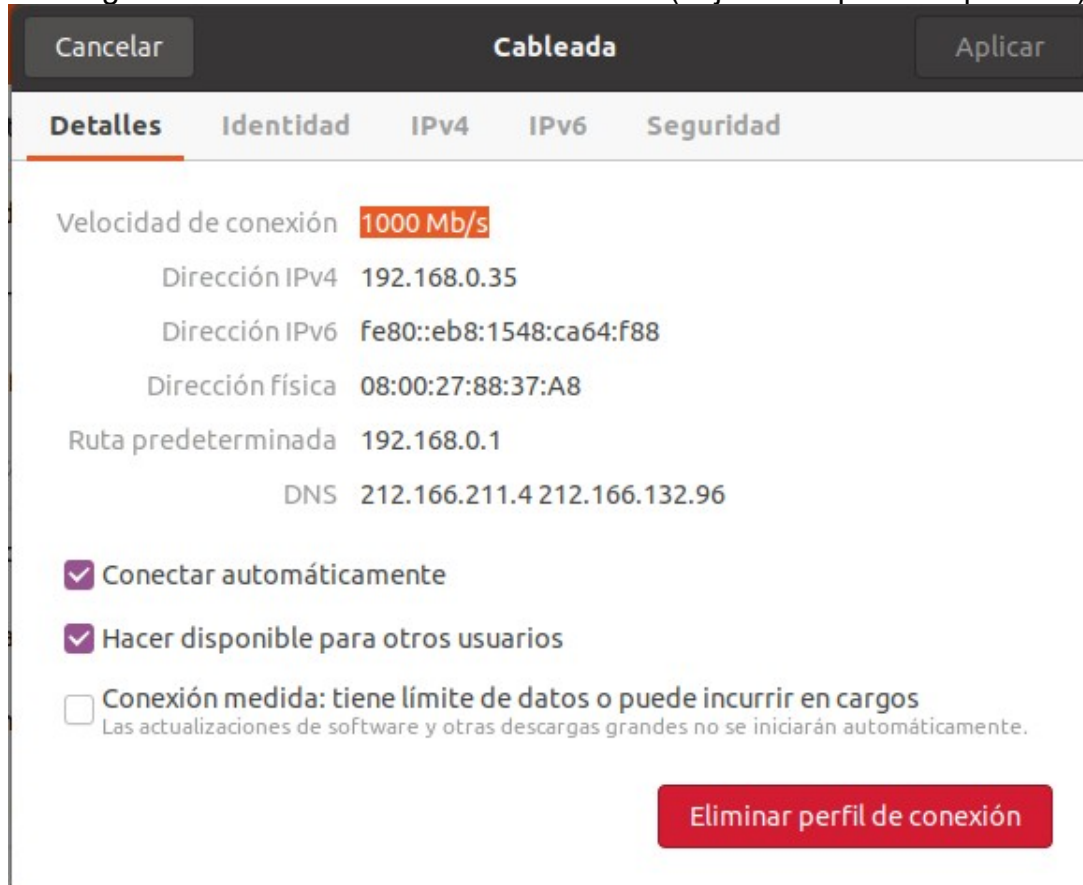 Cancelar Cableada Aplicar
Detalles Identidad IPv4 IPv6 Seguridad
Velocidad de conexión 1000 Mb/s
Dirección IPv4 192.168.0.35
Dirección IPv6 fe80::eb8:1548:ca64:f88
Dirección física 08:00:27:88:37:A8
Ruta predeterminada 192.168.0.1
DNS 212.166.211.4 212.166.132.96
Conectar automáticamente
Hacer disponible para otros usuarios
Conexión medida: tiene límite de datos o puede incurrir en cargos
Las actualizaciones de software y otras descargas grandes no se iniciarán automáticamente.
Eliminar perfil de conexión